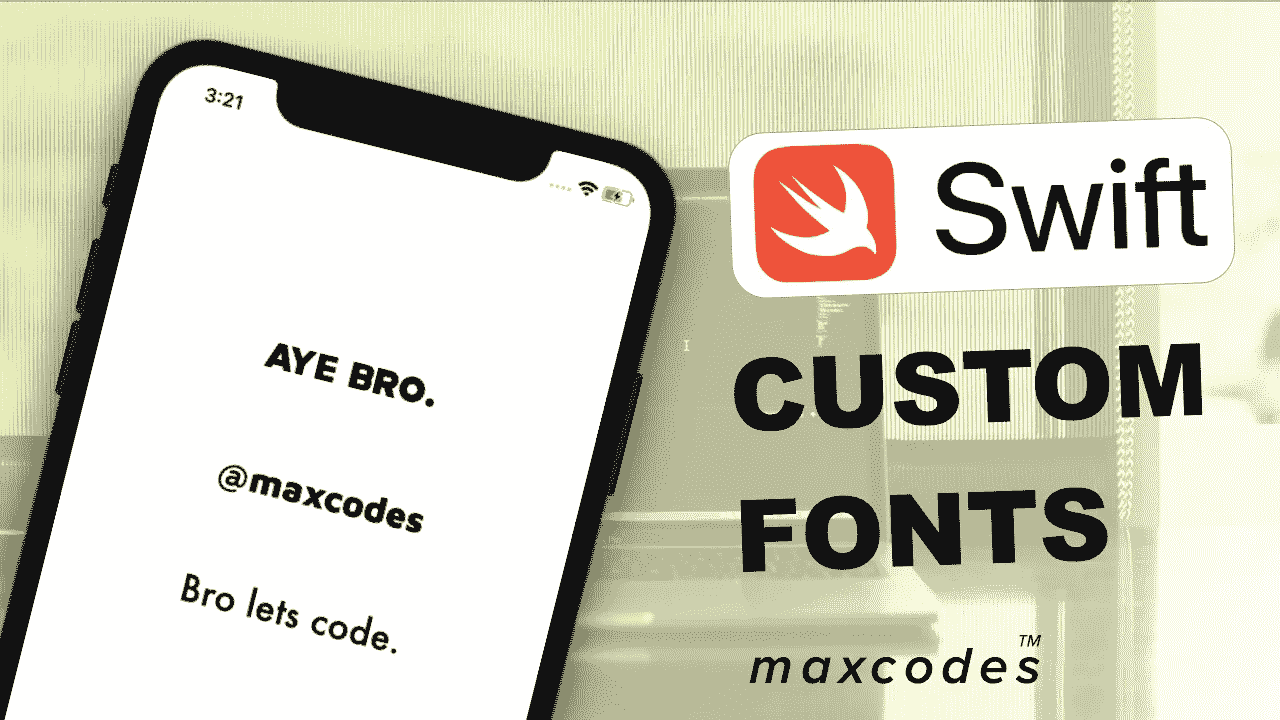 3:21
AYE BRO.
@maxcodes
Bro lets code.
Swift
CUSTOM
FONTS
maxcodes™